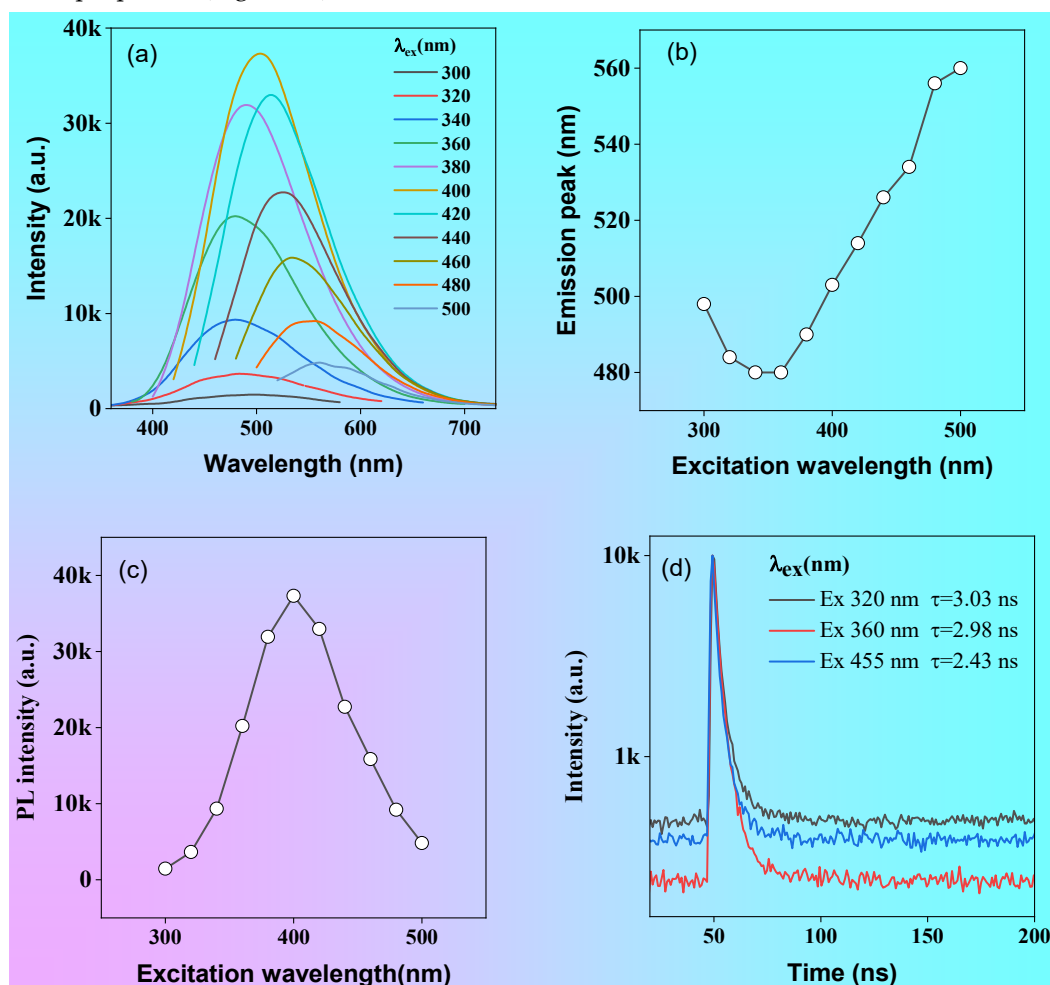 (a)
λex(nm)
300
320
340
360
380
400
420
440
460
480
500
40k
30k
20k
10k
0
400 500 600 700
Intensity (a.u.)
Wavelength (nm)
(b)
560
540
520
500
480
300 400 500
Emission peak (nm)
Excitation wavelength (nm)
(c)
40k
30k
20k
10k
0
300 400 500
PL intensity (a.u.)
Excitation wavelength(nm)
(d)
λex(nm)
Ex 320 nm τ=3.03 ns
Ex 360 nm τ=2.98 ns
Ex 455 nm τ=2.43 ns
10k
1k
50 100 150 200
Intensity (a.u.)
Time (ns)